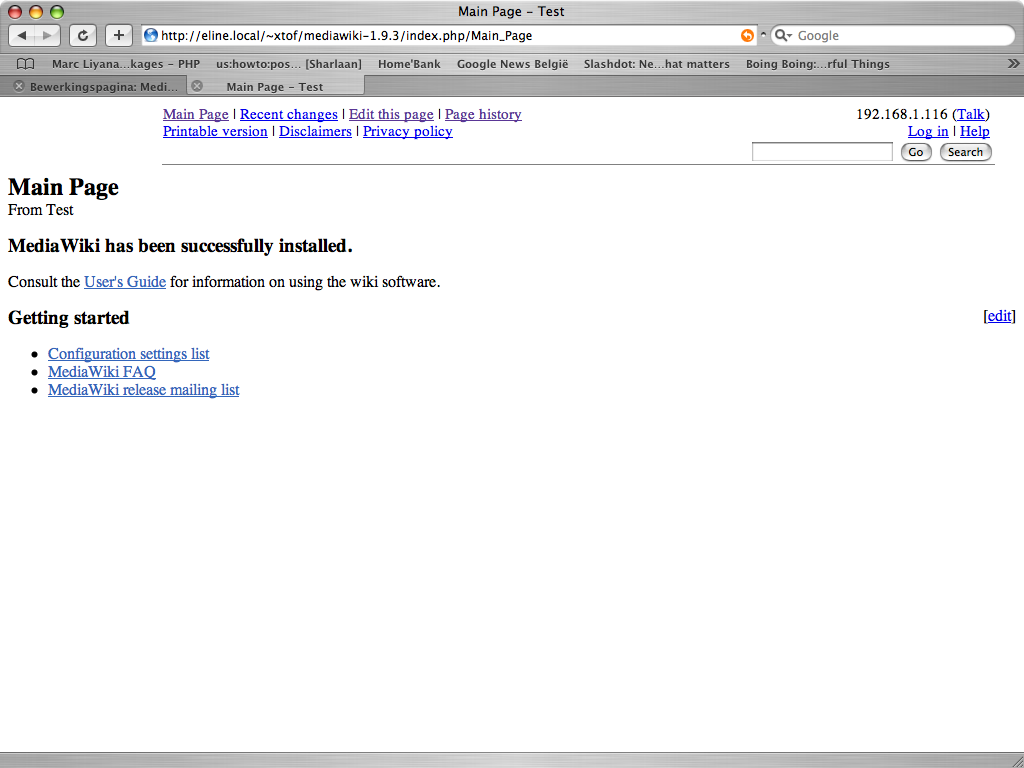 Main Page - Test
http://eline.local/~xtof/mediawiki-1.9.3/index.php/Main_Page
Google
Marc Liyana...kages - PHP us:howto:pos... [Sharlaan] Home'Bank Google News België Slashdot: Ne...hat matters Boing Boing:...rful Things
Bewerkingspagina: Medi... Main Page - Test
Main Page | Recent changes | Edit this page | Page history
Printable version | Disclaimers | Privacy policy
192.168.1.116 (Talk)
Log in | Help
Go Search
Main Page
From Test
MediaWiki has been successfully installed.
Consult the User's Guide for information on using the wiki software.
Getting started [edit]
Configuration settings list
MediaWiki FAQ
MediaWiki release mailing list